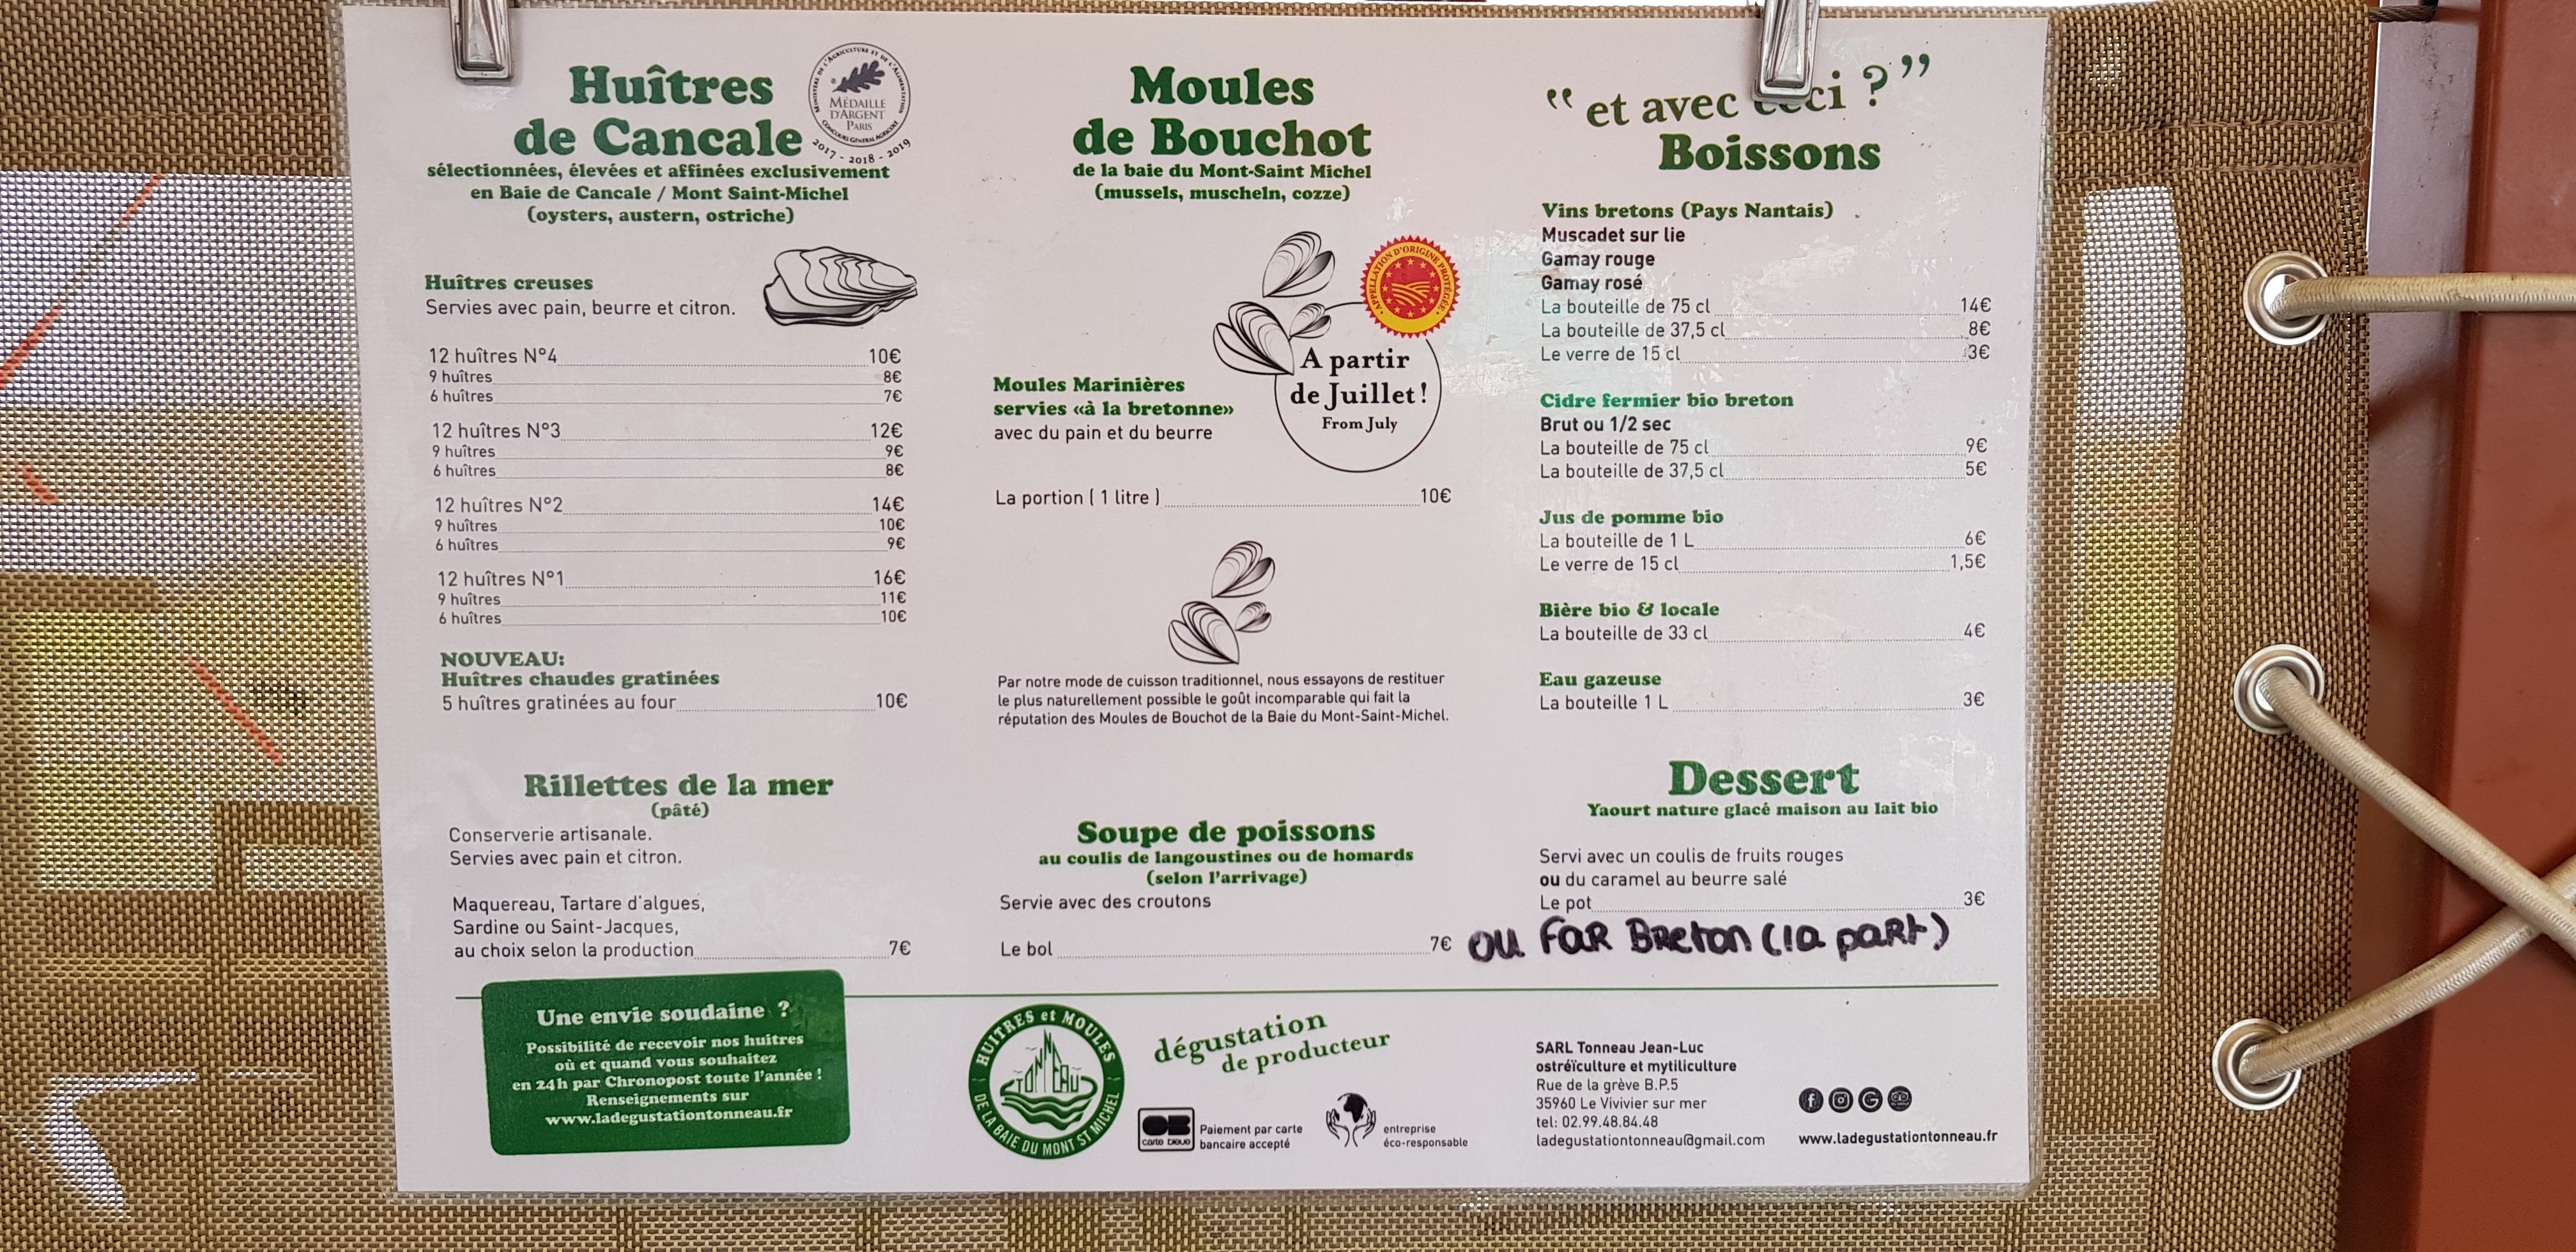 Huîtres
de Cancale
MINISTÈRE DE L'AGRICULTURE ET DE L'ALIMENTATION
MÉDAILLE
D'ARGENT
PARIS
CONCOURS GÉNÉRAL AGRICOLE
2017 - 2018 - 2019
sélectionnées, élevées et affinées exclusivement
en Baie de Cancale / Mont Saint-Michel
(oysters, austern, ostriche)
Huîtres creuses
Servies avec pain, beurre et citron.
12 huîtres N°4 10€
9 huîtres 8€
6 huîtres 7€
12 huîtres N°3 12€
9 huîtres 9€
6 huîtres 8€
12 huîtres N°2 14€
9 huîtres 10€
6 huîtres 9€
12 huîtres N°1 16€
9 huîtres 11€
6 huîtres 10€
NOUVEAU:
Huîtres chaudes gratinées
5 huîtres gratinées au four 10€
Rillettes de la mer
(pâté)
Conserverie artisanale.
Servies avec pain et citron.
Maquereau, Tartare d'algues,
Sardine ou Saint-Jacques,
au choix selon la production 7€
Moules
de Bouchot
de la baie du Mont-Saint Michel
(mussels, muscheln, cozze)
APPELLATION D'ORIGINE PROTÉGÉE
A partir
de Juillet!
From July
Moules Marinières
servies «à la bretonne»
avec du pain et du beurre
La portion ( 1 litre ) 10€
Par notre mode de cuisson traditionnel, nous essayons de restituer
le plus naturellement possible le goût incomparable qui fait la
réputation des Moules de Bouchot de la Baie du Mont-Saint-Michel.
Soupe de poissons
au coulis de langoustines ou de homards
(selon l'arrivage)
Servie avec des croutons
Le bol 7€
“et avec ceci ?”
Boissons
Vins bretons (Pays Nantais)
Muscadet sur lie
Gamay rouge
Gamay rosé
La bouteille de 75 cl 14€
La bouteille de 37,5 cl 8€
Le verre de 15 cl 3€
Cidre fermier bio breton
Brut ou 1/2 sec
La bouteille de 75 cl 9€
La bouteille de 37,5 cl 5€
Jus de pomme bio
La bouteille de 1 L 6€
Le verre de 15 cl 1,5€
Bière bio & locale
La bouteille de 33 cl 4€
Eau gazeuse
La bouteille 1 L 3€
Dessert
Yaourt nature glacé maison au lait bio
Servi avec un coulis de fruits rouges
ou du caramel au beurre salé
Le pot 3€
OU FAR BRETON (la part)
Une envie soudaine ?
Possibilité de recevoir nos huitres
où et quand vous souhaitez
en 24h par Chronopost toute l'année !
Renseignements sur
www.ladegustationtonneau.fr
HUITRES et MOULES
TONNEAU
DE LA BAIE DU MONT ST MICHEL
dégustation
de producteur
CB
carte bleue
Paiement par carte
bancaire accepté
entreprise
éco-responsable
SARL Tonneau Jean-Luc
ostréïculture et mytiliculture
Rue de la grève B.P.5
35960 Le Vivivier sur mer
tel: 02.99.48.84.48
ladegustationtonneau@gmail.com
www.ladegustationtonneau.fr